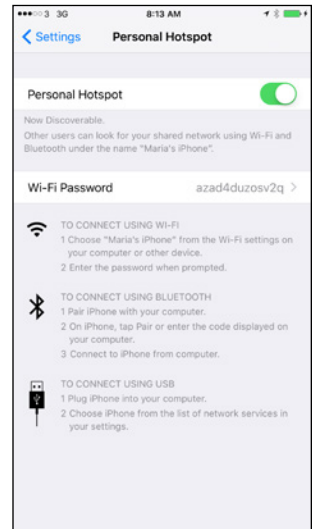 3 3G 8:13 AM
Settings Personal Hotspot
Personal Hotspot
Now Discoverable.
Other users can look for your shared network using Wi-Fi and
Bluetooth under the name "Maria's iPhone".
Wi-Fi Password azad4duzosv2q
TO CONNECT USING WI-FI
1 Choose "Maria's iPhone" from the Wi-Fi settings on
your computer or other device.
2 Enter the password when prompted.
TO CONNECT USING BLUETOOTH
1 Pair iPhone with your computer.
2 On iPhone, tap Pair or enter the code displayed on
your computer.
3 Connect to iPhone from computer.
TO CONNECT USING USB
1 Plug iPhone into your computer.
2 Choose iPhone from the list of network services in
your settings.